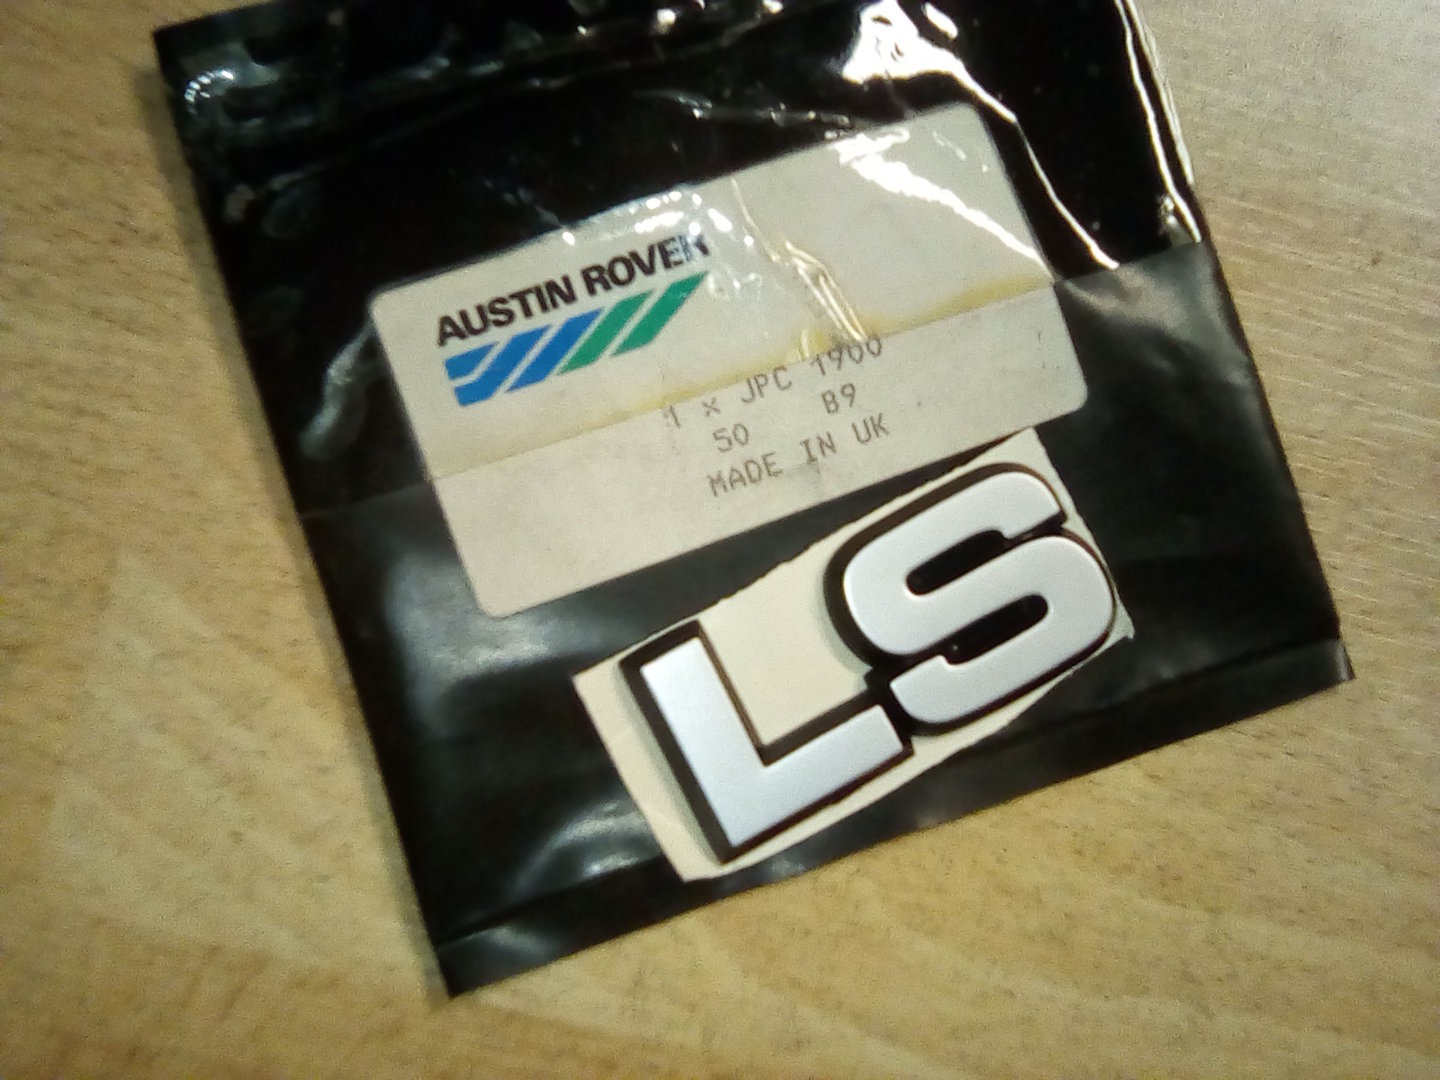 AUSTIN ROVER
1 x JPC 1900
50 B9
MADE IN UK
LS